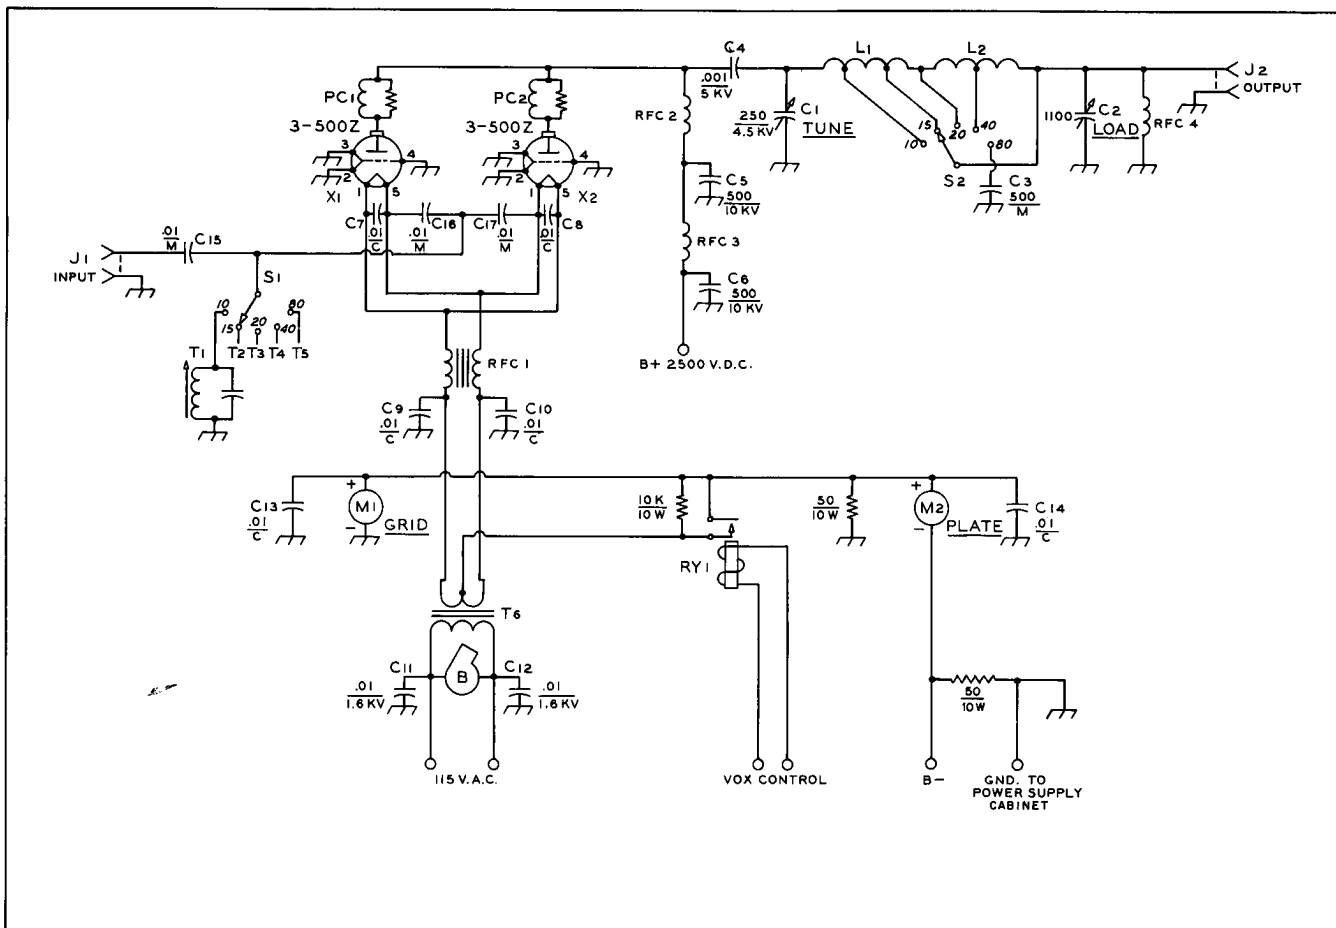 C4
L1
L2
.001
5 KV
J2
OUTPUT
PC1
PC2
RFC 2
250
4.5 KV
C1
TUNE
1100
C2
LOAD
RFC 4
3-500Z
3-500Z
3
4
2
1
5
X1
3
4
2
1
5
X2
10
15
20
40
80
S2
C3
500
M
C5
500
10 KV
C7
.01
C
C16
.01
M
C17
.01
M
C8
.01
C
RFC 3
J1
INPUT
.01
M
C15
S1
10
15
20
40
80
T1
T2
T3
T4
T5
C6
500
10 KV
B+ 2500 V.D.C.
RFC 1
C9
.01
C
C10
.01
C
C13
.01
C
+
M1
-
GRID
10K
10W
50
10W
+
M2
-
PLATE
C14
.01
C
RY1
T6
C11
.01
1.6 KV
B
C12
.01
1.6 KV
50
10W
115 V.A.C.
VOX CONTROL
B-
GND. TO
POWER SUPPLY
CABINET